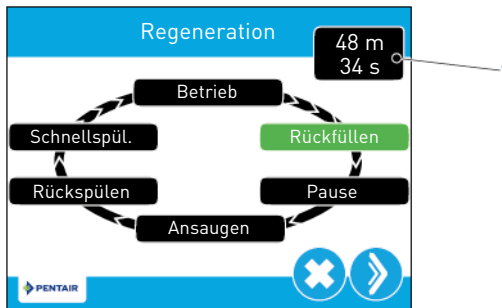 Regeneration
48 m
34 s
Betrieb
Schnellspül.
Rückfüllen
Rückspülen
Pause
Ansaugen
PENTAIR